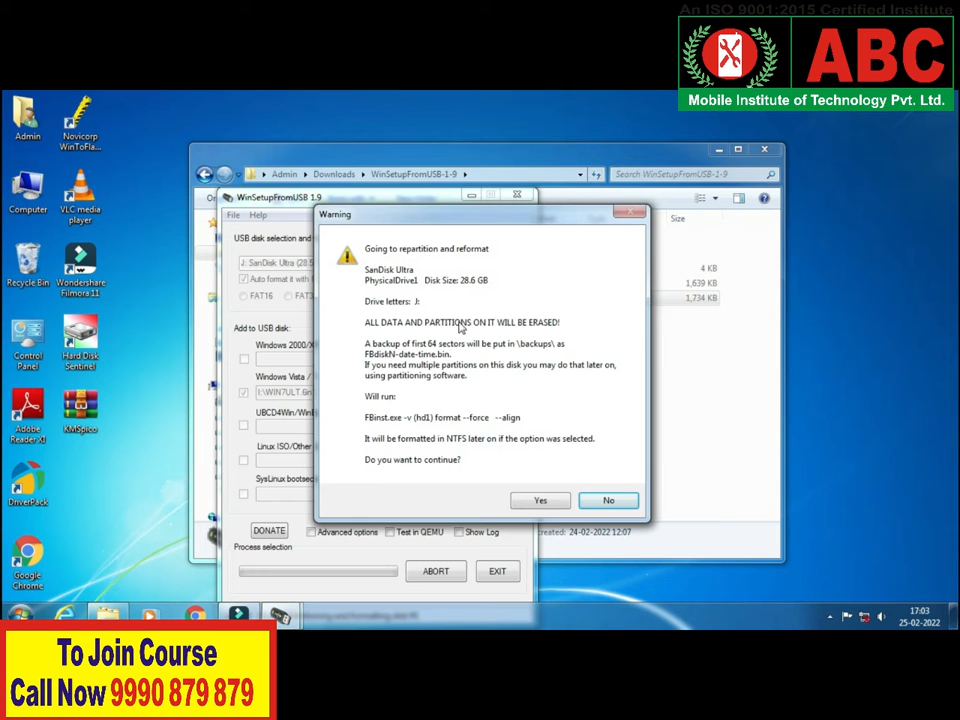 An ISO 9001:2015 Certified Institute
ABC
Mobile Institute of Technology Pvt. Ltd.
Admin
Novicorp
WinToFla...
Computer
VLC media
player
Recycle Bin
Wondershare
Filmora 11
Control
Panel
Hard Disk
Sentinel
Adobe
Reader XI
KMSpico
DriverPack
Google
Chrome
Admin
Downloads
WinSetupFromUSB-1-9
Search WinSetupFromUSB-1-9
Size
4 KB
1,639 KB
1,734 KB
WinSetupFromUSB 1.9
File Help
USB disk selection and
J: SanDisk Ultra (28.5
Auto format it with
FAT16
Add to USB disk:
Windows 2000/X
Windows Vista /
I:\WIN7ULT.6in
UBCD4Win/WinB
Linux ISO/Other
SysLinux bootsec
DONATE
Advanced options
Test in QEMU
Show Log
Process selection
ABORT
EXIT
created: 24-02-2022 12:07
Warning
Going to repartition and reformat
SanDisk Ultra
PhysicalDrive1 Disk Size: 28.6 GB
Drive letters: J:
ALL DATA AND PARTITIONS ON IT WILL BE ERASED!
A backup of first 64 sectors will be put in \backups\ as
FBdiskN-date-time.bin.
If you need multiple partitions on this disk you may do that later on,
using partitioning software.
Will run:
FBinst.exe -v (hd1) format --force --align
It will be formatted in NTFS later on if the option was selected.
Do you want to continue?
Yes
No
17:03
25-02-2022
To Join Course
Call Now 9990 879 879